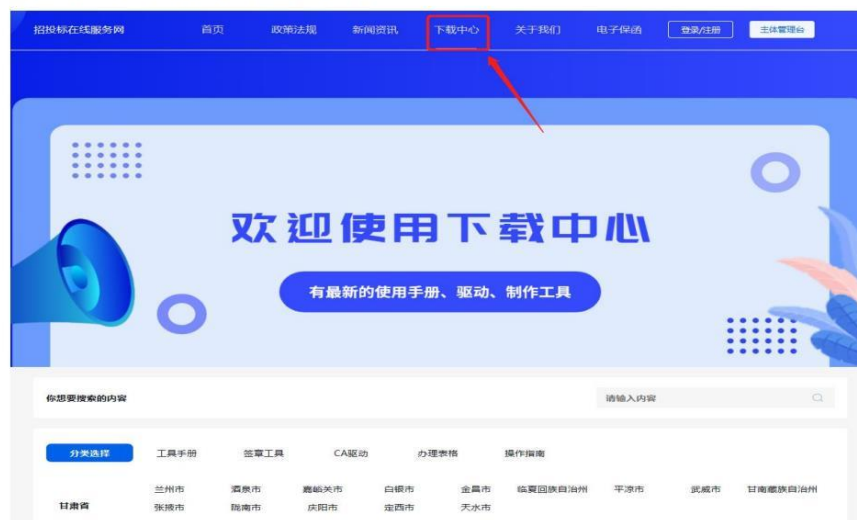 招投标在线服务网 首页 政策法规 新闻资讯 下载中心 关于我们 电子保函 登录/注册 主体管理台
欢迎使用下载中心
有最新的使用手册、驱动、制作工具
你想要搜索的内容 请输入内容
分类选择 工具手册 签章工具 CA驱动 办理表格 操作指南
兰州市 酒泉市 嘉峪关市 白银市 金昌市 临夏回族自治州 平凉市 武威市 甘南藏族自治州
甘肃省 张掖市 陇南市 庆阳市 定西市 天水市